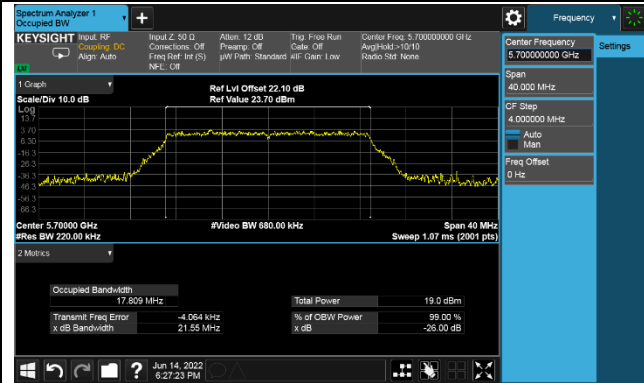 Spectrum Analyzer 1
Occupied BW
Frequency
KEYSIGHT
Input: RF
Coupling: DC
Align: Auto
Input Z: 50 Ω
Corrections: Off
Freq Ref: Int (S)
NFE: Off
Atten: 12 dB
Preamp: Off
µW Path: Standard
Trig: Free Run
Gate: Off
#IF Gain: Low
Center Freq: 5.700000000 GHz
Avg|Hold:>10/10
Radio Std: None
LM
Center Frequency
5.700000000 GHz
Settings
Span
40.000 MHz
CF Step
4.000000 MHz
Auto
Man
Freq Offset
0 Hz
1 Graph
Scale/Div 10.0 dB
Ref Lvl Offset 22.10 dB
Ref Value 23.70 dBm
Log
13.7
3.70
-6.30
-16.3
-26.3
-36.3
-46.3
-56.3
-66.3
Center 5.70000 GHz
#Res BW 220.00 kHz
#Video BW 680.00 kHz
Span 40 MHz
Sweep 1.07 ms (2001 pts)
2 Metrics
Occupied Bandwidth
17.809 MHz
Total Power 19.0 dBm
Transmit Freq Error -4.064 kHz
% of OBW Power 99.00 %
x dB Bandwidth 21.55 MHz
x dB -26.00 dB
Jun 14, 2022
6:27:23 PM